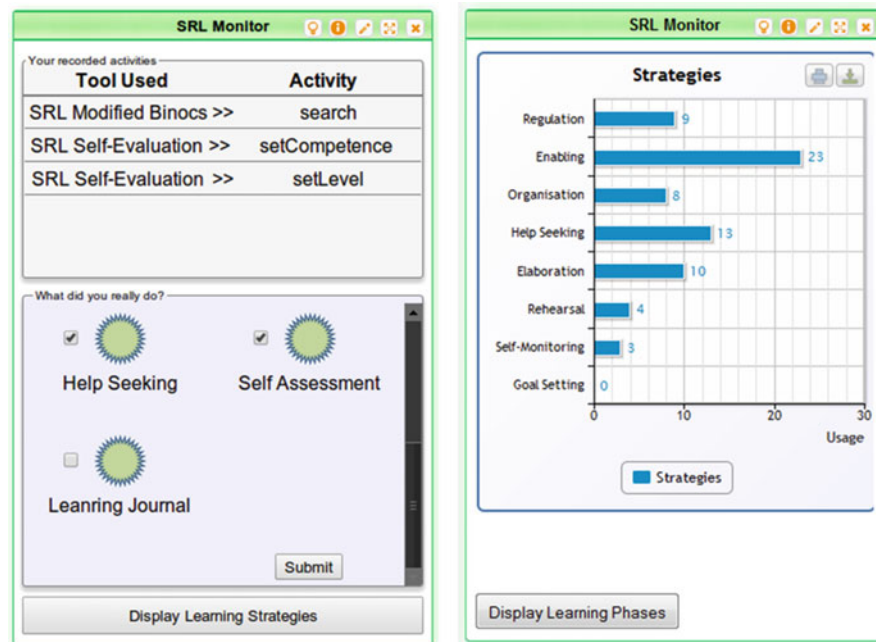 SRL Monitor
Your recorded activities
Tool Used Activity
SRL Modified Binocs >> search
SRL Self-Evaluation >> setCompetence
SRL Self-Evaluation >> setLevel
What did you really do?
Help Seeking Self Assessment
Leanring Journal
Submit
Display Learning Strategies
SRL Monitor
Strategies
Regulation 9
Enabling 23
Organisation 8
Help Seeking 13
Elaboration 10
Rehearsal 4
Self-Monitoring 3
Goal Setting 0
0 10 20 30
Usage
Strategies
Display Learning Phases